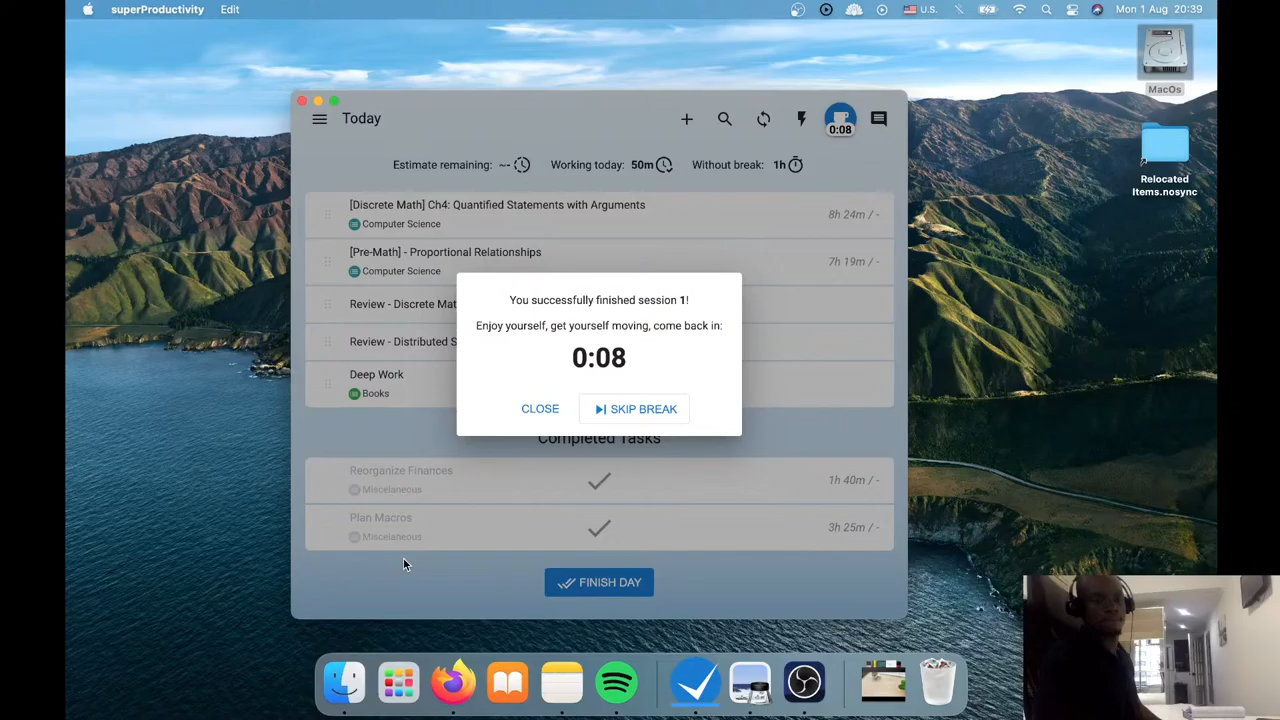 superProductivity Edit U.S. Mon 1 Aug 20:39
MacOs
Today
0:08
Estimate remaining: ~- Working today: 50m Without break: 1h
[Discrete Math] Ch4: Quantified Statements with Arguments
Computer Science
8h 24m / -
[Pre-Math] - Proportional Relationships
Computer Science
7h 19m / -
Relocated
Items.nosync
Review - Discrete Mat
Review - Distributed S
Deep Work
Books
You successfully finished session 1!
Enjoy yourself, get yourself moving, come back in:
0:08
CLOSE SKIP BREAK
Completed Tasks
Reorganize Finances
Miscelaneous
1h 40m / -
Plan Macros
Miscelaneous
3h 25m / -
FINISH DAY